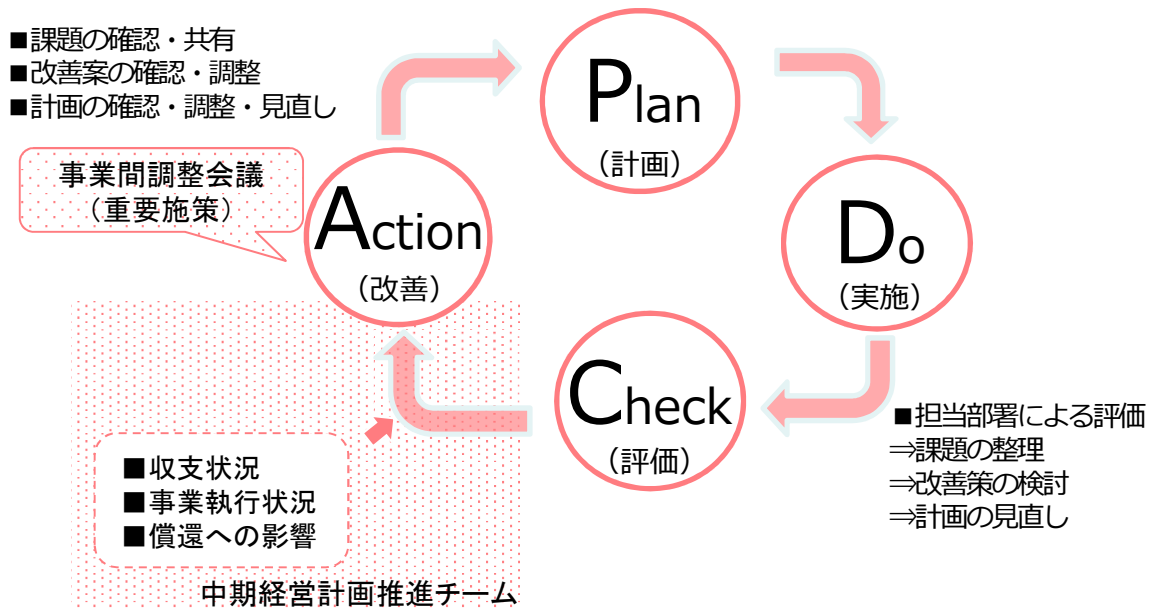 ■課題の確認・共有
■改善案の確認・調整
■計画の確認・調整・見直し
事業間調整会議
（重要施策）
Plan
（計画）
Do
（実施）
Check
（評価）
Action
（改善）
■担当部署による評価
⇒課題の整理
⇒改善策の検討
⇒計画の見直し
■収支状況
■事業執行状況
■償還への影響
中期経営計画推進チーム